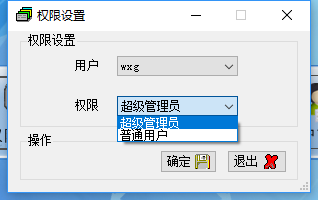 权限设置
权限设置
用户 wxg
权限 超级管理员
超级管理员
普通用户
操作
确定 退出